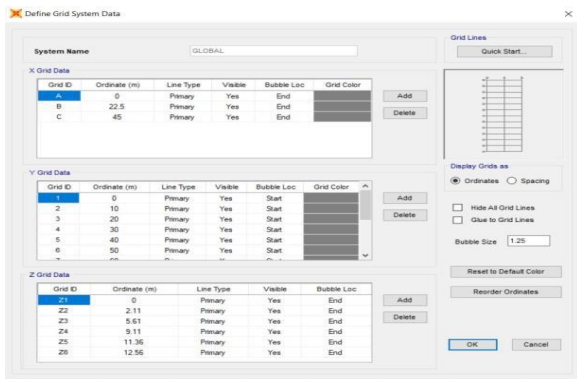 Define Grid System Data
System Name GLOBAL
X Grid Data
Grid ID Ordinate (m) Line Type Visible Bubble Loc Grid Color
A 0 Primary Yes End
B 22.5 Primary Yes End
C 45 Primary Yes End
Add
Delete
Y Grid Data
Grid ID Ordinate (m) Line Type Visible Bubble Loc Grid Color
1 0 Primary Yes Start
2 10 Primary Yes Start
3 20 Primary Yes Start
4 30 Primary Yes Start
5 40 Primary Yes Start
6 50 Primary Yes Start
Add
Delete
Z Grid Data
Grid ID Ordinate (m) Line Type Visible Bubble Loc
Z1 0 Primary Yes End
Z2 2.11 Primary Yes End
Z3 5.61 Primary Yes End
Z4 9.11 Primary Yes End
Z5 11.36 Primary Yes End
Z6 12.56 Primary Yes End
Add
Delete
Grid Lines
Quick Start...
Display Grids as
Ordinates Spacing
Hide All Grid Lines
Glue to Grid Lines
Bubble Size 1.25
Reset to Default Color
Reorder Ordinates
OK Cancel